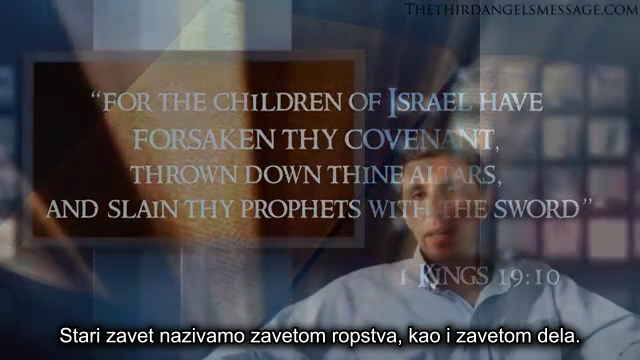 THETHIRDANGELSMESSAGE.COM
“FOR THE CHILDREN OF ISRAEL HAVE
FORSAKEN THY COVENANT,
THROWN DOWN THINE ALTARS,
AND SLAIN THY PROPHETS WITH THE SWORD”
1 KINGS 19:10
Stari zavet nazivamo zavetom ropstva, kao i zavetom dela.